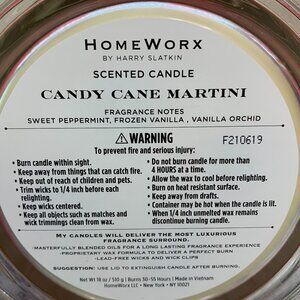 HOMEWORX
BY HARRY SLATKIN
SCENTED CANDLE
CANDY CANE MARTINI
FRAGRANCE NOTES
SWEET PEPPERMINT, FROZEN VANILLA , VANILLA ORCHID
⚠WARNING
F210619
To prevent fire and serious injury:
• Burn candle within sight.
• Keep away from things that can catch fire.
• Keep out of reach of children and pets.
• Trim wicks to 1/4 inch before each
relighting.
• Keep wicks centered.
• Keep all objects such as matches and
wick trimmings clean from wax.
• Do not burn candle for more than
4 HOURS at a time.
• Allow the wax to cool before relighting.
• Burn on heat resistant surface.
• Keep away from drafts.
• Container may be hot when the candle is lit.
• When 1/4 inch unmelted wax remains
discontinue burning candle.
MY CANDLES WILL DELIVER THE MOST LUXURIOUS
FRAGRANCE SURROUND.
•MASTERFULLY BLENDED OILS FOR A LONG LASTING FRAGRANCE EXPERIENCE
•PROPRIETARY WAX FORMULA TO DELIVER A PERFECT BURN
•LEAD-FREE WICKS AND WICK CLIPS
SUGGESTION: USE LID TO EXTINGUISH CANDLE AFTER BURNING.
Net Wt 18 oz / 510 g | Burns 30-55 Hours | Made in Vietnam
HomeWorx LLC • New York • NY 10021